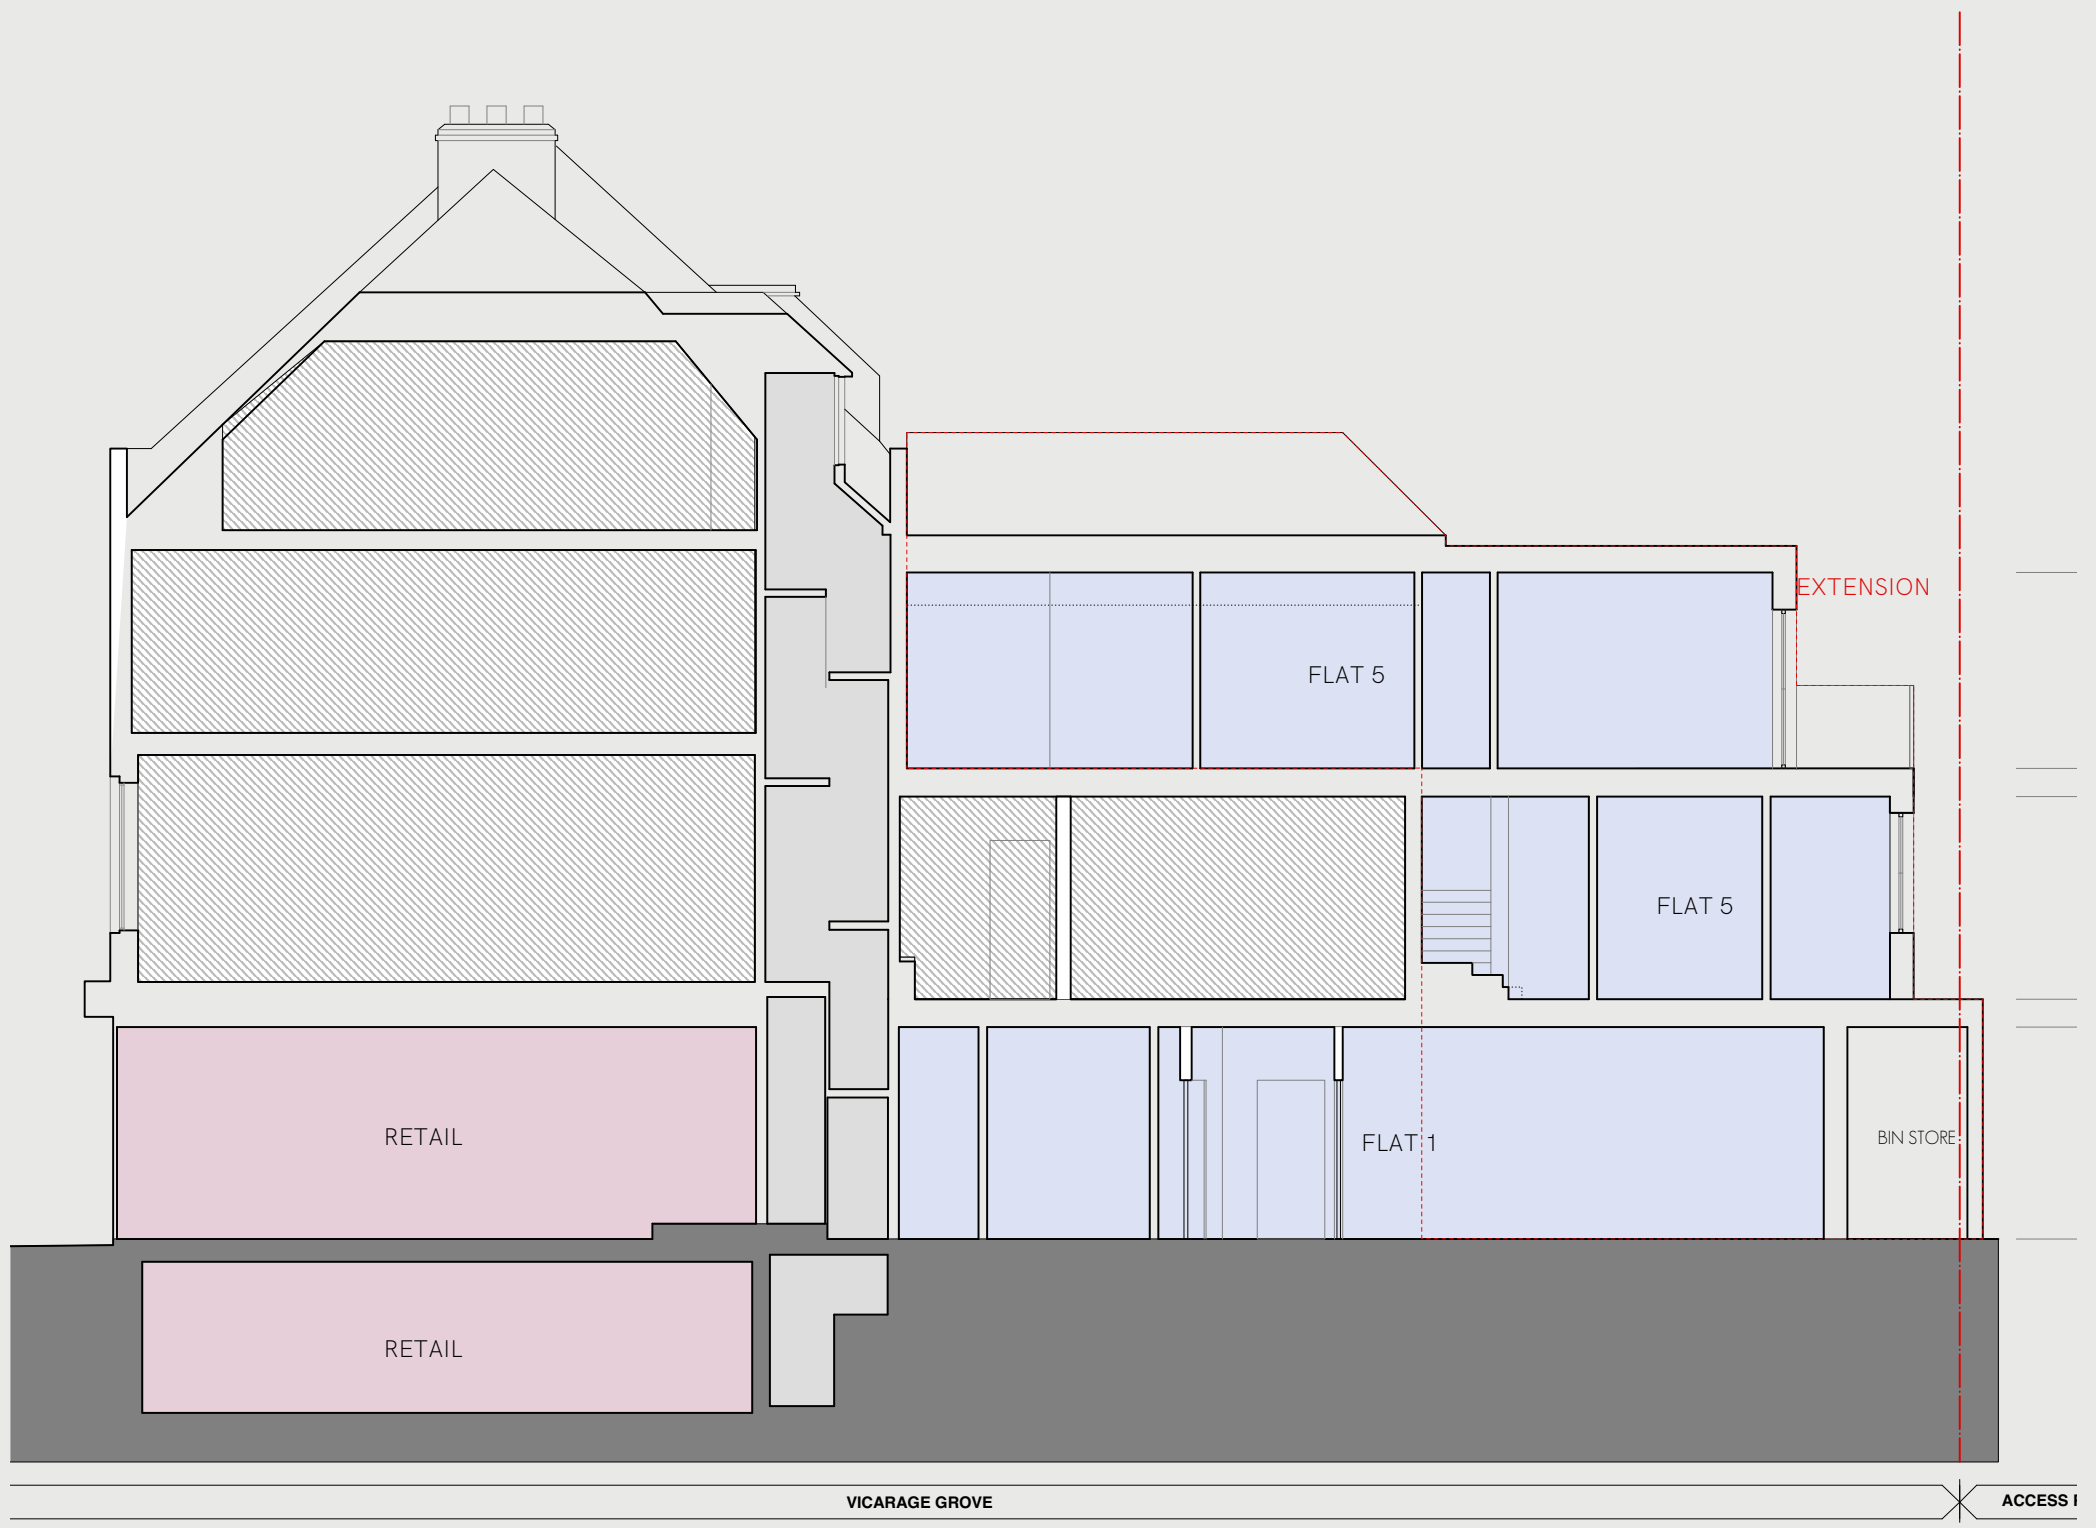 EXTENSION
FLAT 5
FLAT 5
RETAIL
FLAT 1
BIN STORE
RETAIL
VICARAGE GROVE
ACCESS